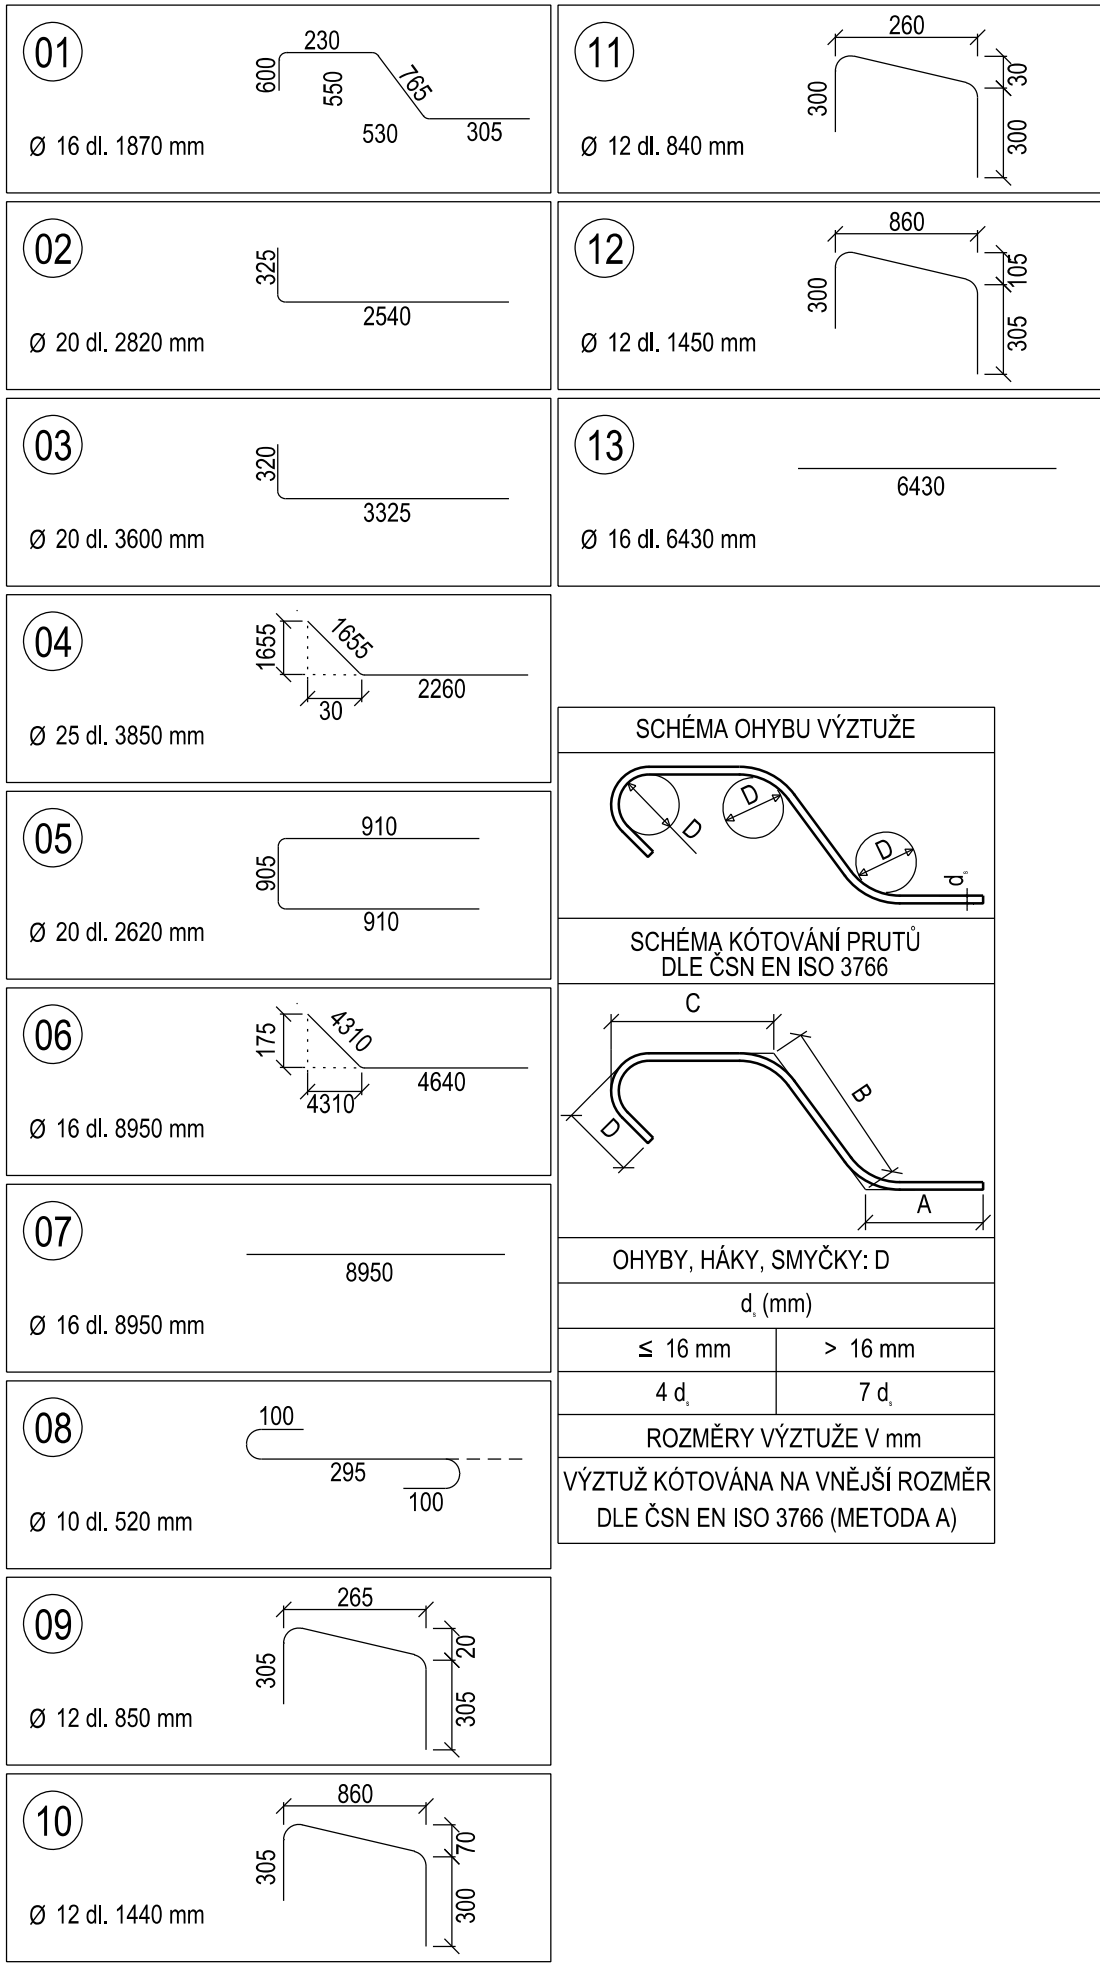 01
230
600
550
765
530
305
Ø 16 dl. 1870 mm
02
325
2540
Ø 20 dl. 2820 mm
03
320
3325
Ø 20 dl. 3600 mm
04
1655
1655
2260
30
Ø 25 dl. 3850 mm
05
910
905
910
Ø 20 dl. 2620 mm
06
175
4310
4640
4310
Ø 16 dl. 8950 mm
07
8950
Ø 16 dl. 8950 mm
08
100
295
100
Ø 10 dl. 520 mm
09
265
20
305
305
Ø 12 dl. 850 mm
10
860
70
305
300
Ø 12 dl. 1440 mm
11
260
30
300
300
Ø 12 dl. 840 mm
12
860
105
300
305
Ø 12 dl. 1450 mm
13
6430
Ø 16 dl. 6430 mm
SCHÉMA OHYBU VÝZTUŽE
D
D
D
dₛ
SCHÉMA KÓTOVÁNÍ PRUTŮ
DLE ČSN EN ISO 3766
C
B
D
A
OHYBY, HÁKY, SMYČKY: D
dₛ (mm)
≤ 16 mm
> 16 mm
4 dₛ
7 dₛ
ROZMĚRY VÝZTUŽE V mm
VÝZTUŽ KÓTOVÁNA NA VNĚJŠÍ ROZMĚR
DLE ČSN EN ISO 3766 (METODA A)